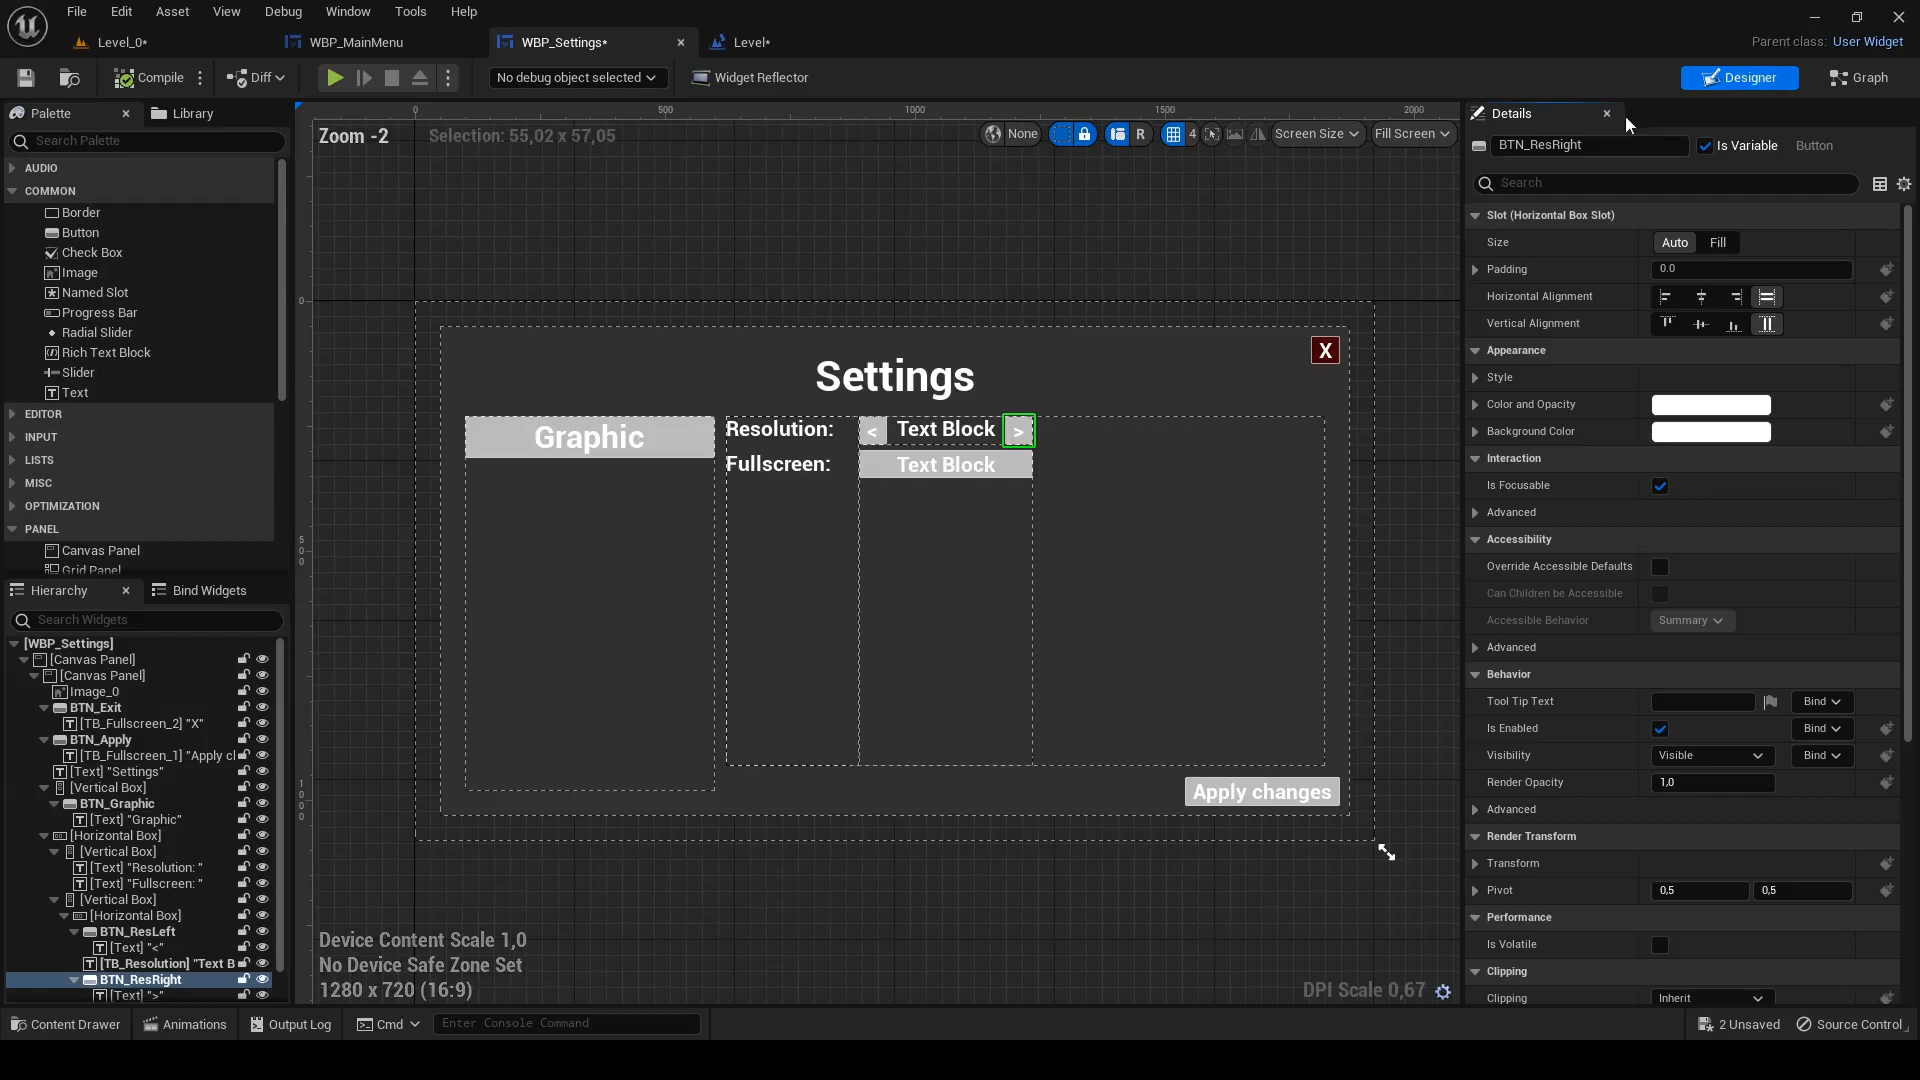 File Edit Asset View Debug Window Tools Help
Level_0* WBP_MainMenu WBP_Settings* Level* Parent class: User Widget
Compile Diff No debug object selected Widget Reflector Designer Graph
Palette Library
Search Palette
AUDIO
COMMON
Border
Button
Check Box
Image
Named Slot
Progress Bar
Radial Slider
Rich Text Block
Slider
Text
EDITOR
INPUT
LISTS
MISC
OPTIMIZATION
PANEL
Canvas Panel
Grid Panel
Hierarchy Bind Widgets
Search Widgets
[WBP_Settings]
[Canvas Panel]
[Canvas Panel]
Image_0
BTN_Exit
[TB_Fullscreen_2] "X"
BTN_Apply
[TB_Fullscreen_1] "Apply cl
[Text] "Settings"
[Vertical Box]
BTN_Graphic
[Text] "Graphic"
[Horizontal Box]
[Vertical Box]
[Text] "Resolution: "
[Text] "Fullscreen: "
[Vertical Box]
[Horizontal Box]
BTN_ResLeft
[Text] "<"
[TB_Resolution] "Text B
BTN_ResRight
[Text] ">"
0 500 1000 1500 2000
Zoom -2 Selection: 55,02 x 57,05 None R 4 Screen Size Fill Screen
0
500
1000
X
Settings
Graphic
Resolution: < Text Block >
Fullscreen: Text Block
Apply changes
Device Content Scale 1,0
No Device Safe Zone Set
1280 x 720 (16:9) DPI Scale 0,67
Details
BTN_ResRight Is Variable Button
Search
Slot (Horizontal Box Slot)
Size Auto Fill
Padding 0.0
Horizontal Alignment
Vertical Alignment
Appearance
Style
Color and Opacity
Background Color
Interaction
Is Focusable
Advanced
Accessibility
Override Accessible Defaults
Can Children be Accessible
Accessible Behavior Summary
Advanced
Behavior
Tool Tip Text Bind
Is Enabled Bind
Visibility Visible Bind
Render Opacity 1,0
Advanced
Render Transform
Transform
Pivot 0,5 0,5
Performance
Is Volatile
Clipping
Clipping Inherit
Content Drawer Animations Output Log Cmd Enter Console Command 2 Unsaved Source Control